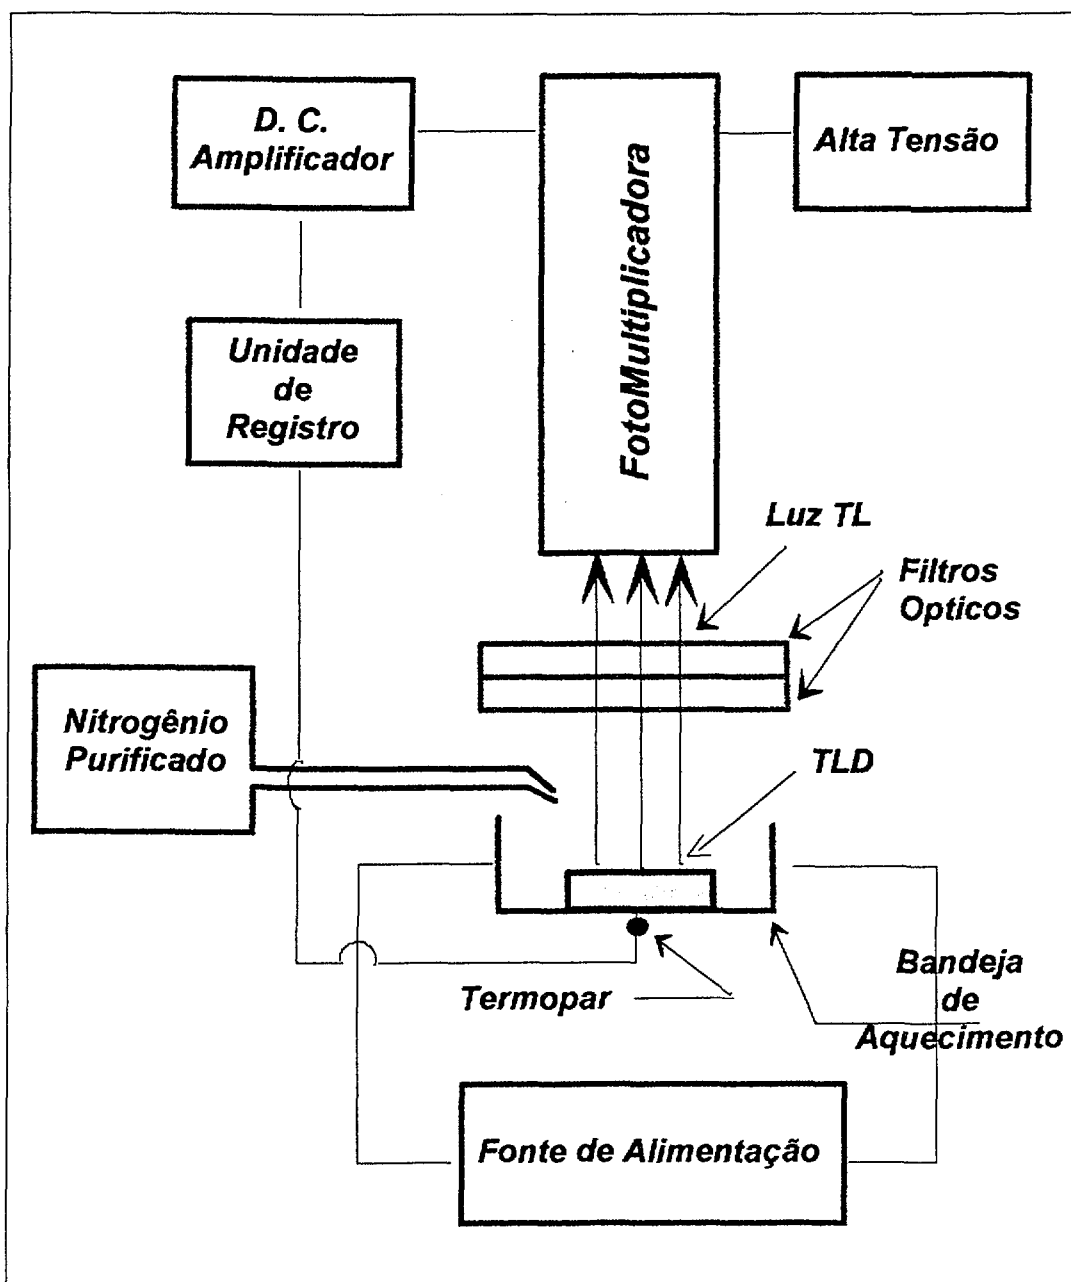 D. C.
Amplificador
FotoMultiplicadora
Alta Tensão
Unidade
de
Registro
Luz TL
Filtros
Opticos
Nitrogênio
Purificado
TLD
Termopar
Bandeja
de
Aquecimento
Fonte de Alimentação